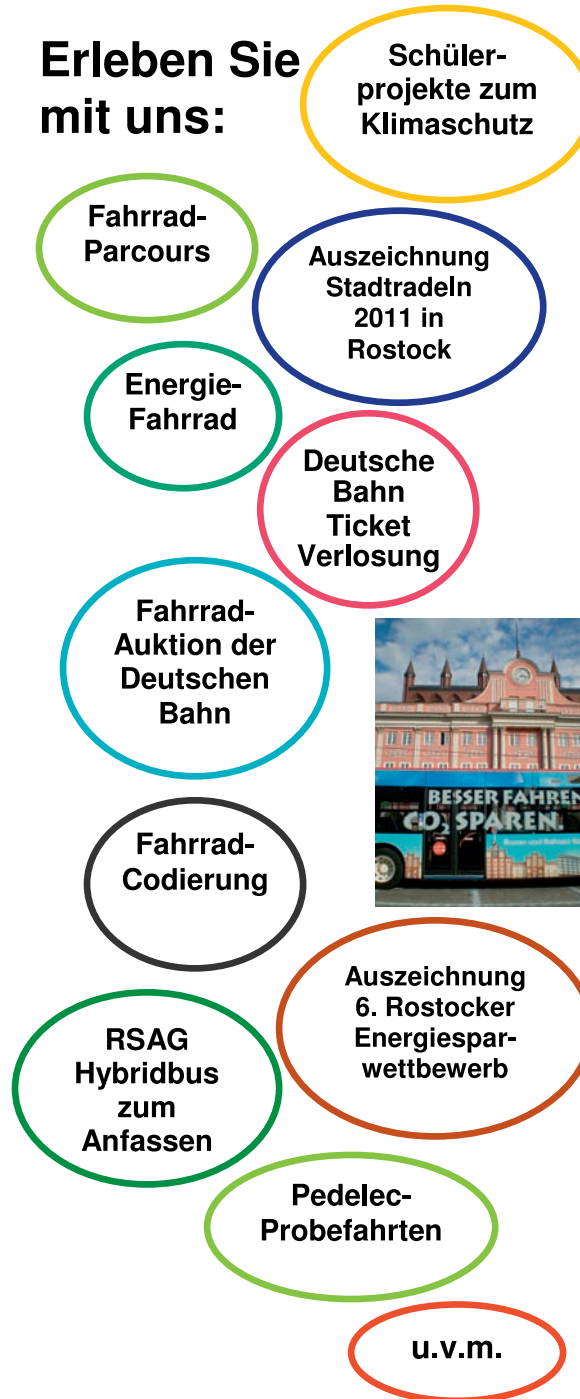 Erleben Sie
mit uns:
Schüler-
projekte zum
Klimaschutz
Fahrrad-
Parcours
Auszeichnung
Stadtradeln
2011 in
Rostock
Energie-
Fahrrad
Deutsche
Bahn
Ticket
Verlosung
Fahrrad-
Auktion der
Deutschen
Bahn
BESSER FAHREN
CO2 SPAREN
Fahrrad-
Codierung
Auszeichnung
6. Rostocker
Energiespar-
wettbewerb
RSAG
Hybridbus
zum
Anfassen
Pedelec-
Probefahrten
u.v.m.